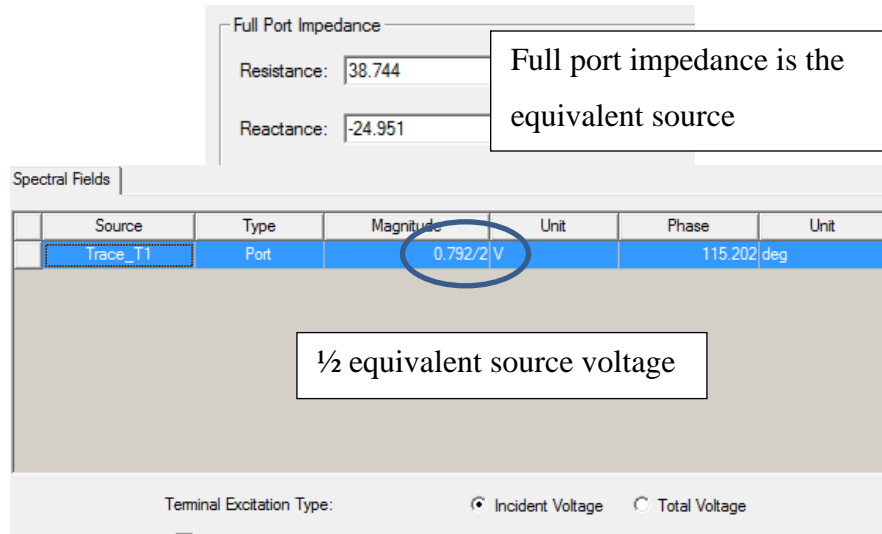 Full Port Impedance
Resistance: 38.744
Reactance: -24.951
Full port impedance is the
equivalent source
Spectral Fields
Source Type Magnitude Unit Phase Unit
Trace_T1 Port 0.792/2 V 115.202 deg
½ equivalent source voltage
Terminal Excitation Type: Incident Voltage Total Voltage